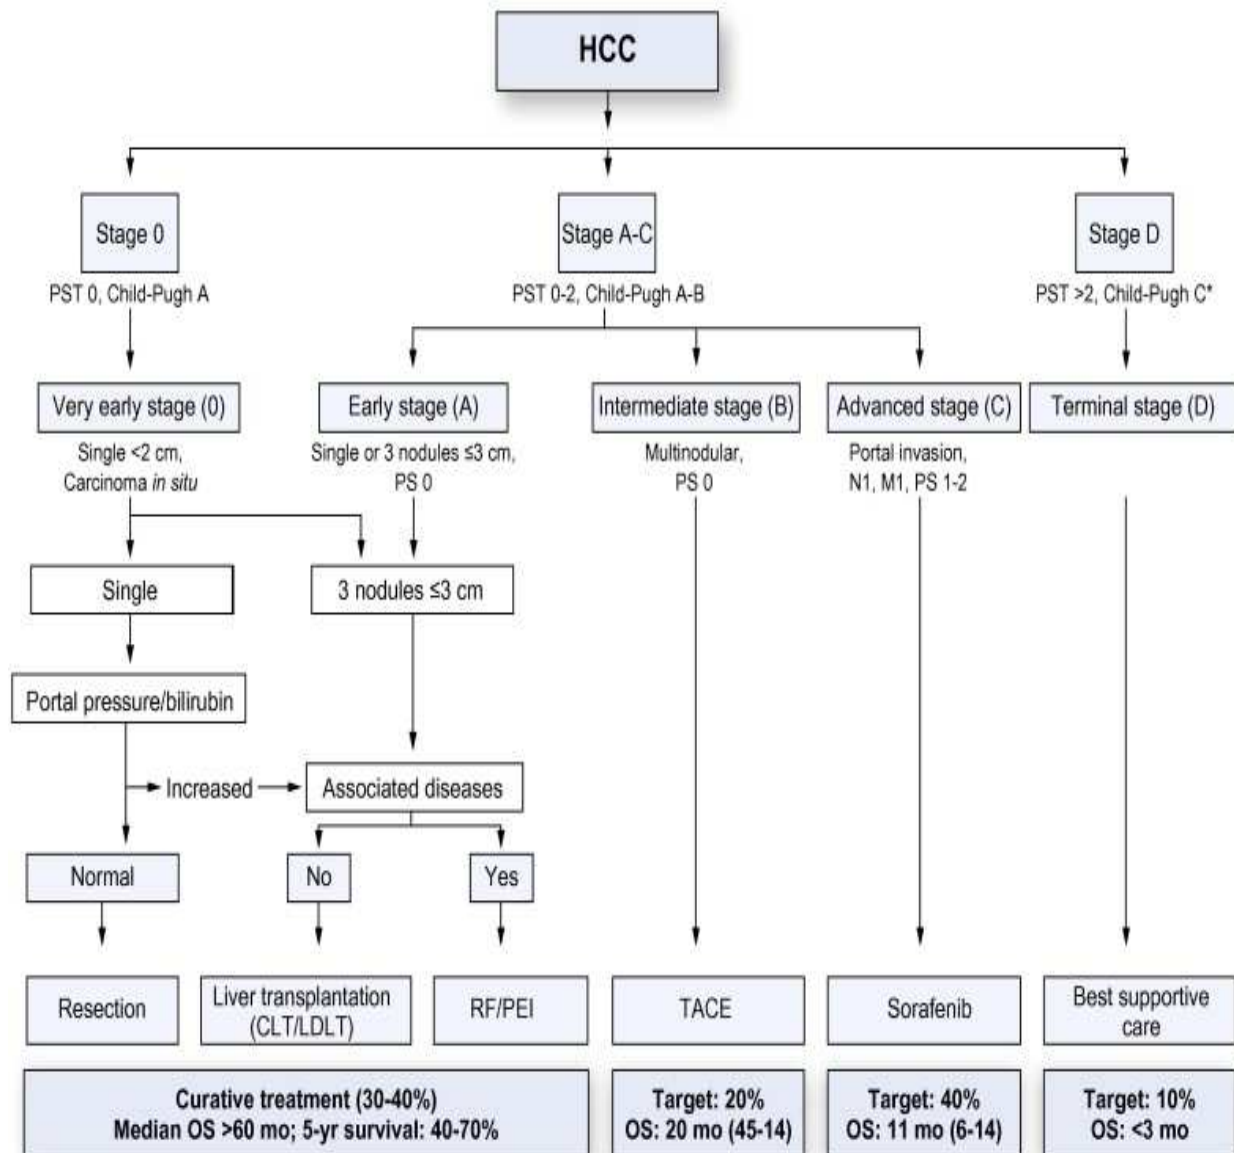 HCC
Stage 0
Stage A-C
Stage D
PST 0, Child-Pugh A
PST 0-2, Child-Pugh A-B
PST >2, Child-Pugh C*
Very early stage (0)
Early stage (A)
Intermediate stage (B)
Advanced stage (C)
Terminal stage (D)
Single <2 cm,
Carcinoma in situ
Single or 3 nodules ≤3 cm,
PS 0
Multinodular,
PS 0
Portal invasion,
N1, M1, PS 1-2
Single
3 nodules ≤3 cm
Portal pressure/bilirubin
Increased
Associated diseases
Normal
No
Yes
Resection
Liver transplantation
(CLT/LDLT)
RF/PEI
TACE
Sorafenib
Best supportive
care
Curative treatment (30-40%)
Median OS >60 mo; 5-yr survival: 40-70%
Target: 20%
OS: 20 mo (45-14)
Target: 40%
OS: 11 mo (6-14)
Target: 10%
OS: <3 mo